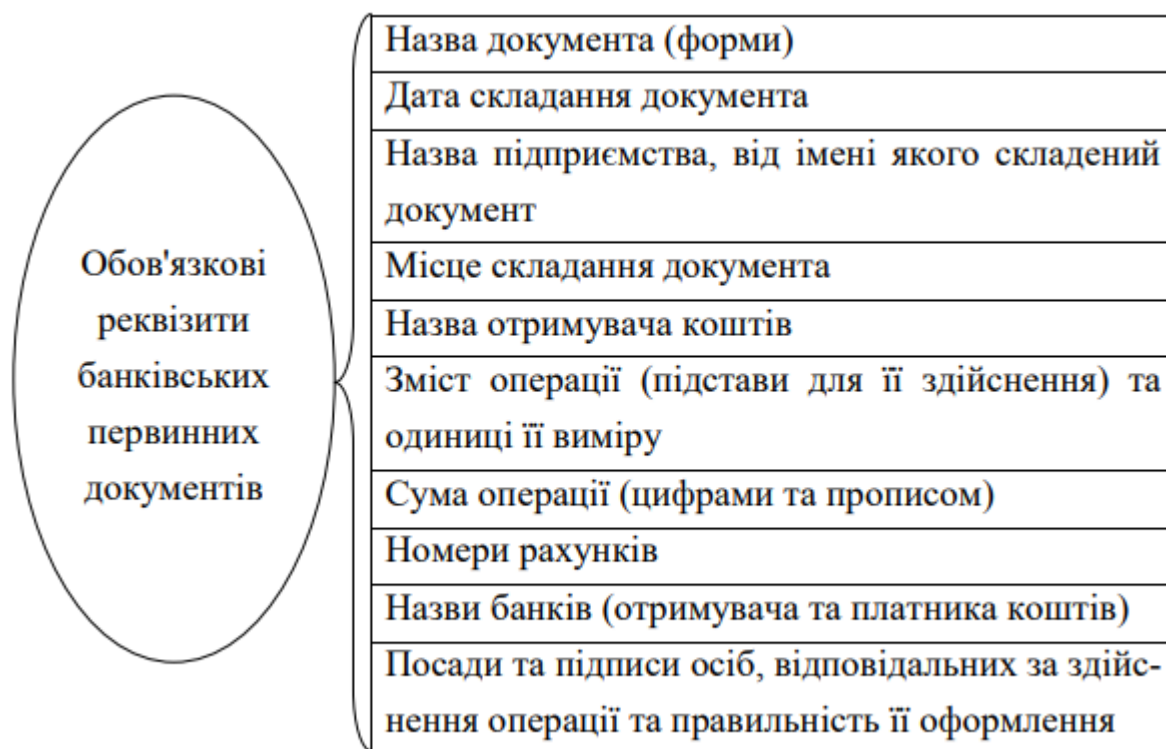 Обов'язкові
реквізити
банківських
первинних
документів
Назва документа (форми)
Дата складання документа
Назва підприємства, від імені якого складений
документ
Місце складання документа
Назва отримувача коштів
Зміст операції (підстави для її здійснення) та
одиниці її виміру
Сума операції (цифрами та прописом)
Номери рахунків
Назви банків (отримувача та платника коштів)
Посади та підписи осіб, відповідальних за здійс-
нення операції та правильність її оформлення